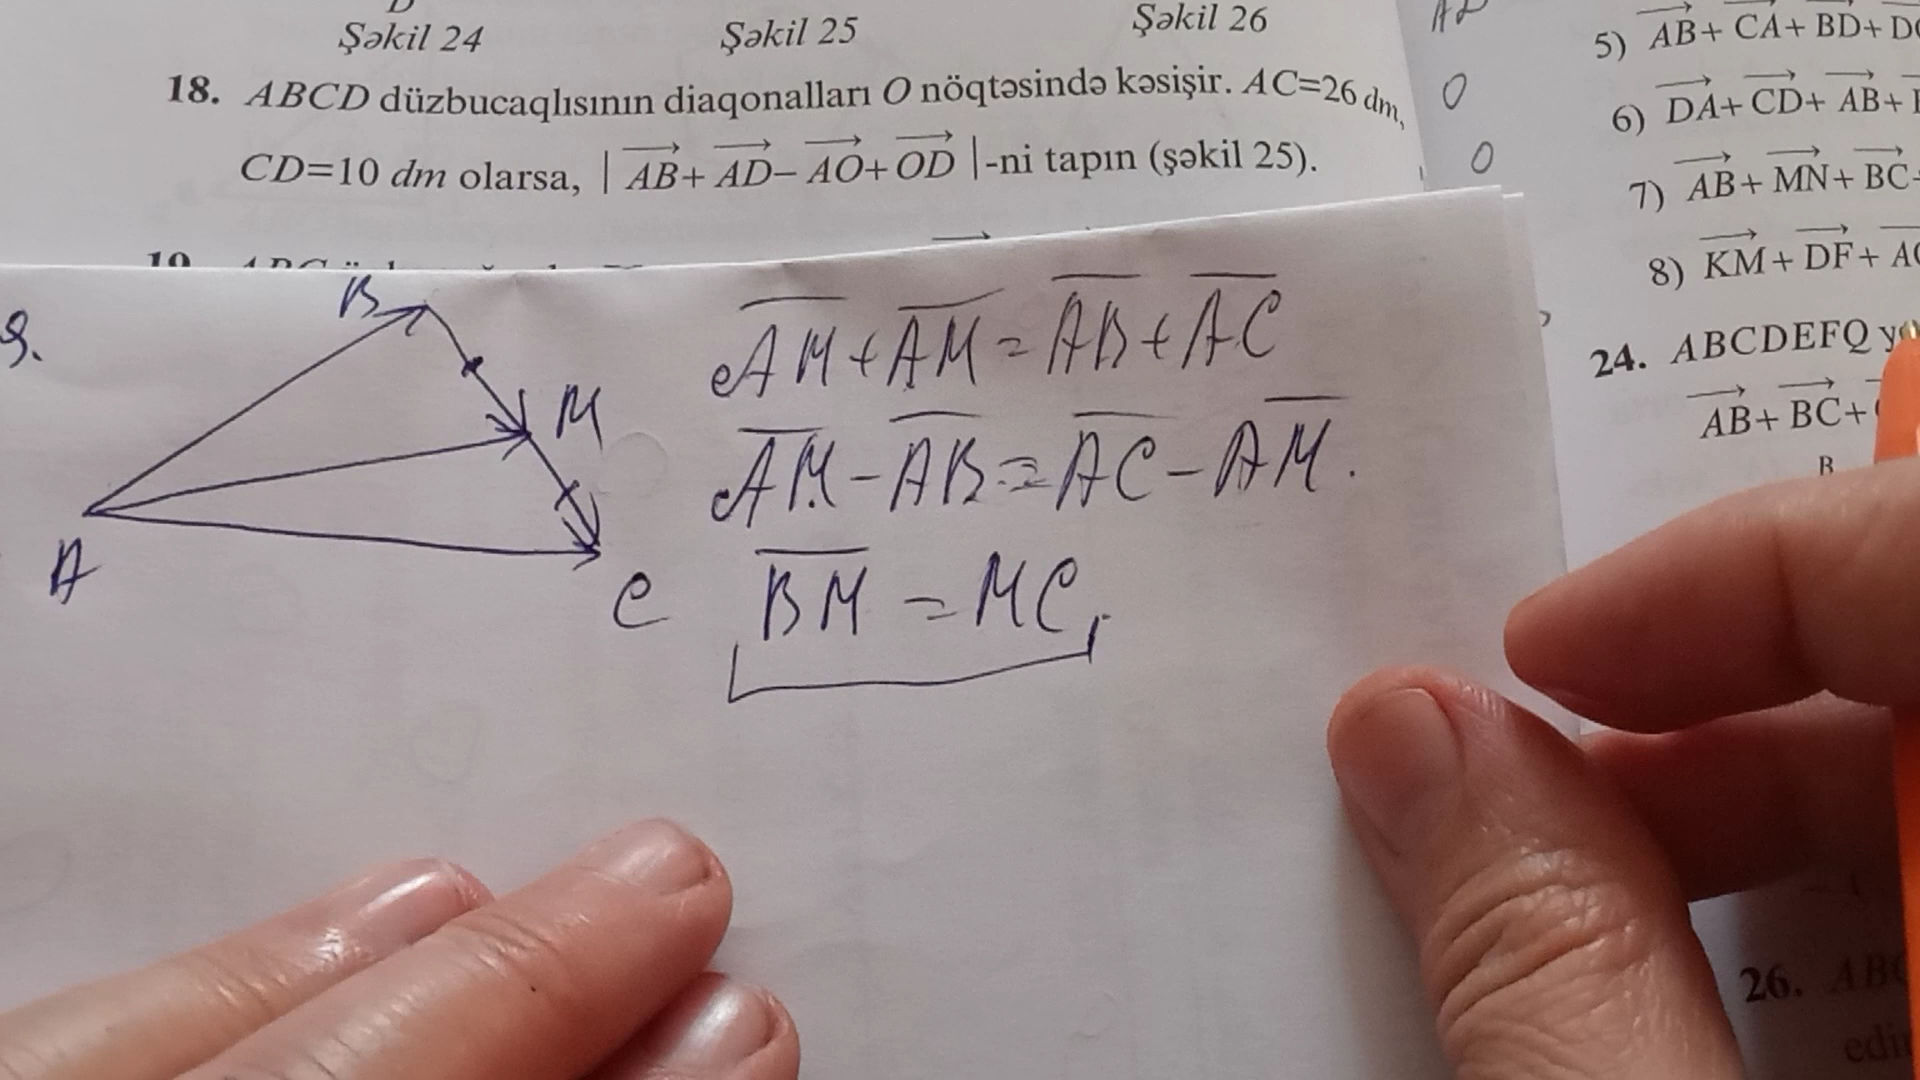 Şəkil 24
Şəkil 25
Şəkil 26
18. ABCD düzbucaqlısının diaqonalları O nöqtəsində kəsişir. AC=26 dm,
CD=10 dm olarsa, | AB+ AD− AO+ OD |-ni tapın (şəkil 25).
9.
B
M
A
C
AM + AM = AB + AC
AM − AB = AC − AM.
BM = MC
0
0
5) AB+ CA+ BD+
6) DA+ CD+ AB+
7) AB+ MN+ BC
8) KM+ DF+
24. ABCDEFQ
AB+ BC+
B
26.